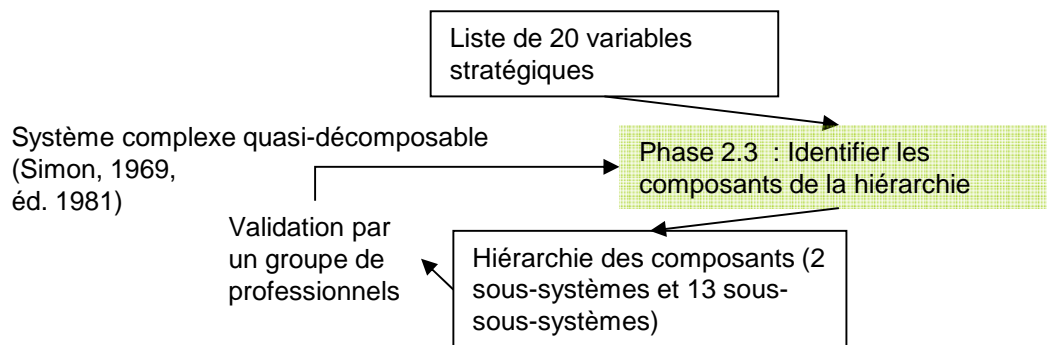 Liste de 20 variables
stratégiques
Système complexe quasi-décomposable
(Simon, 1969,
éd. 1981)
Phase 2.3  : Identifier les
composants de la hiérarchie
Validation par
un groupe de
professionnels
Hiérarchie des composants (2
sous-systèmes et 13 sous-
sous-systèmes)